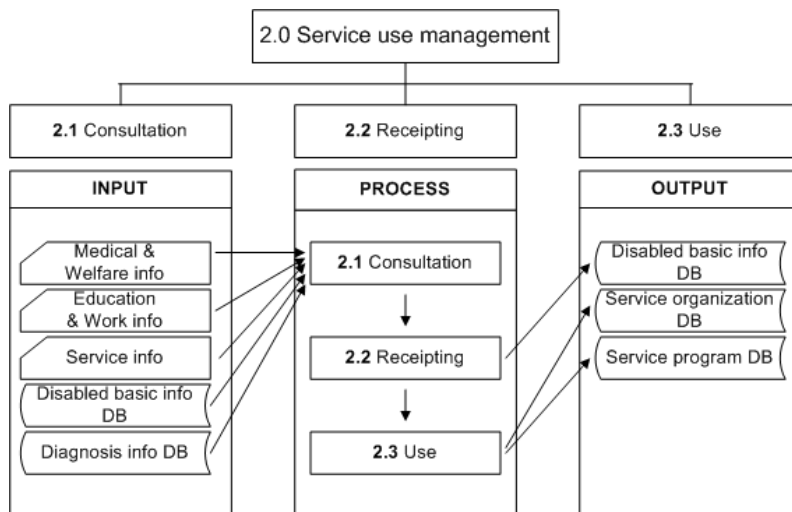 2.0 Service use management
2.1 Consultation
2.2 Receipting
2.3 Use
INPUT
PROCESS
OUTPUT
Medical &
Welfare info
Education
& Work info
Service info
Disabled basic info
DB
Diagnosis info DB
2.1 Consultation
2.2 Receipting
2.3 Use
Disabled basic info
DB
Service organization
DB
Service program DB